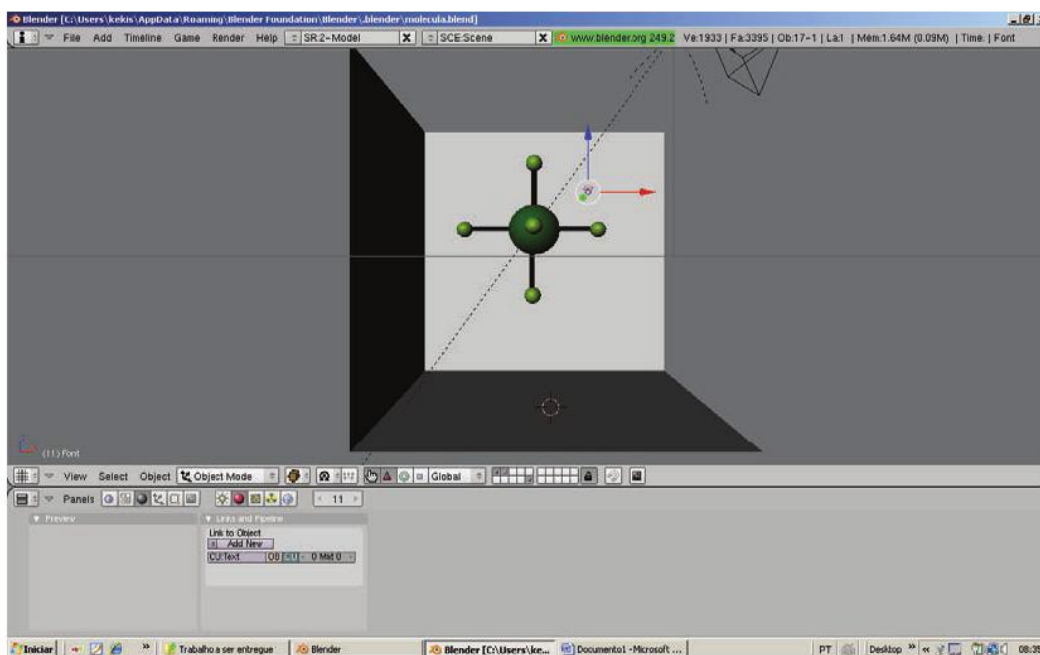 Blender [C:\Users\kekis\AppData\Roaming\Blender Foundation\Blender\.blender\molecula.blend]
File Add Timeline Game Render Help SR:2-Model X SCE:Scene X www.blender.org 249.2 Ve:1933 | Fa:3395 | Ob:17-1 | La:1 | Mem:1.64M (0.09M) | Time: | Font
(11) Font
View Select Object Object Mode Global
Panels 11
Preview Links and Pipeline
Link to Object
Add New
CU:Text OB 0 Mat 0
Iniciar Trabalho a ser entregue Blender Blender [C:\Users\ke... Documento1 - Microsoft ... PT Desktop 08:35